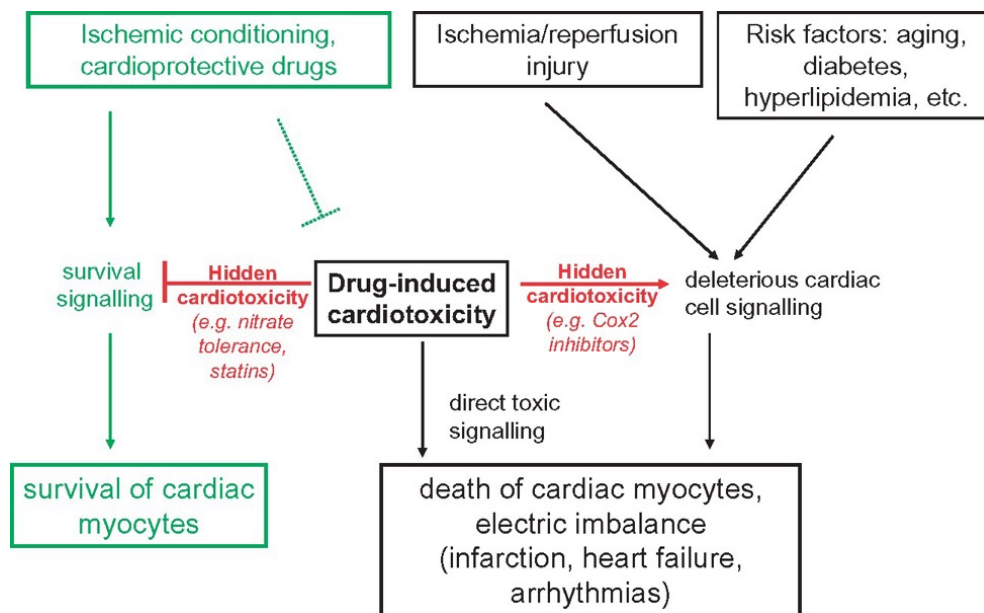 Ischemic conditioning,
cardioprotective drugs
Ischemia/reperfusion
injury
Risk factors: aging,
diabetes,
hyperlipidemia, etc.
survival
signalling
Hidden
cardiotoxicity
(e.g. nitrate
tolerance,
statins)
Drug-induced
cardiotoxicity
Hidden
cardiotoxicity
(e.g. Cox2
inhibitors)
deleterious cardiac
cell signalling
direct toxic
signalling
survival of cardiac
myocytes
death of cardiac myocytes,
electric imbalance
(infarction, heart failure,
arrhythmias)